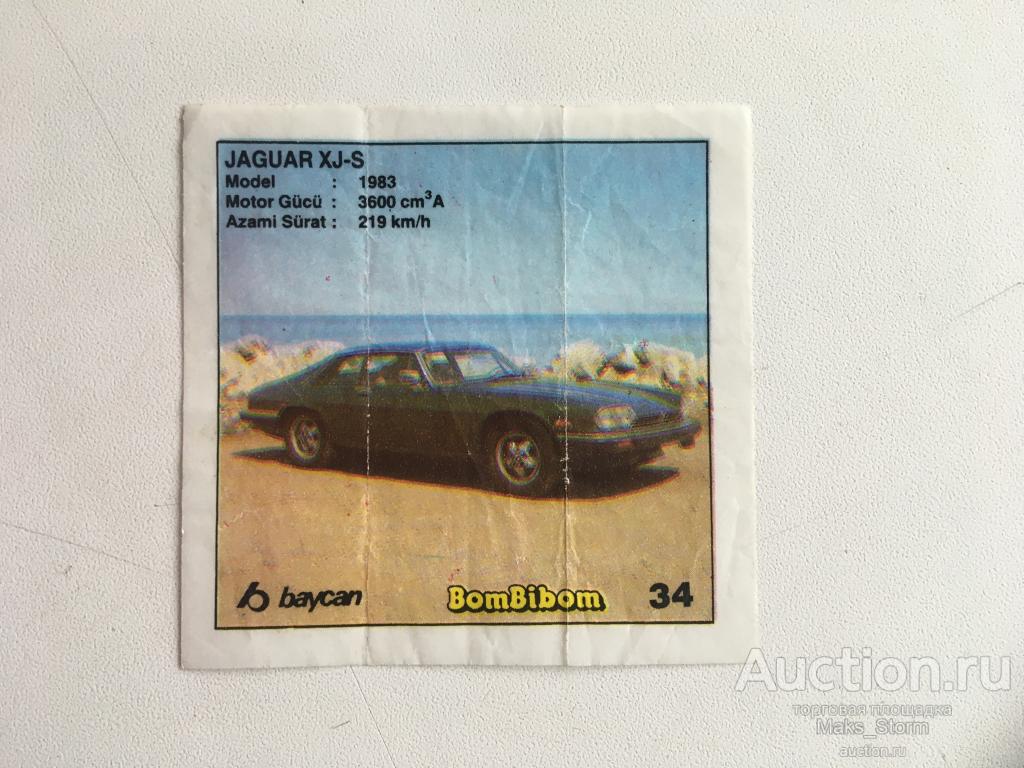 JAGUAR XJ-S
Model : 1983
Motor Gücü : 3600 cm³A
Azami Sürat : 219 km/h
baycan BomBibom 34
Auction.ru
торговая площадка
Maks_Storm
auction.ru